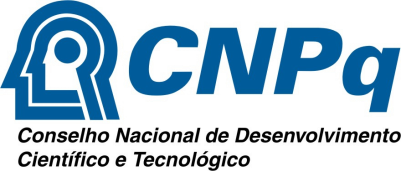 CNPq
Conselho Nacional de Desenvolvimento
Científico e Tecnológico